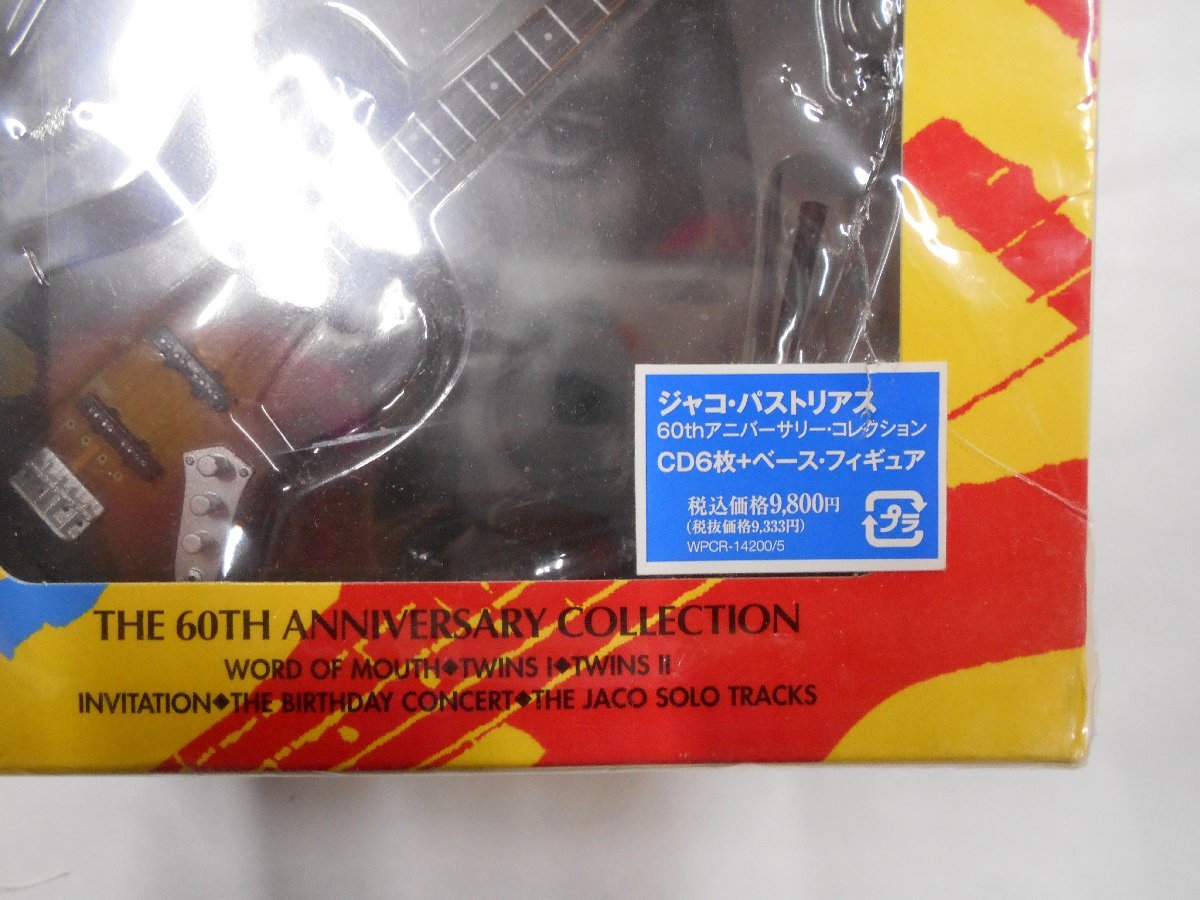 ジャコ・パストリアス
60thアニバーサリー・コレクション
CD6枚+ベース・フィギュア
税込価格9,800円
(税抜価格9,333円)
WPCR-14200/5
プラ
THE 60TH ANNIVERSARY COLLECTION
WORD OF MOUTH◆TWINS I◆TWINS II
INVITATION◆THE BIRTHDAY CONCERT◆THE JACO SOLO TRACKS